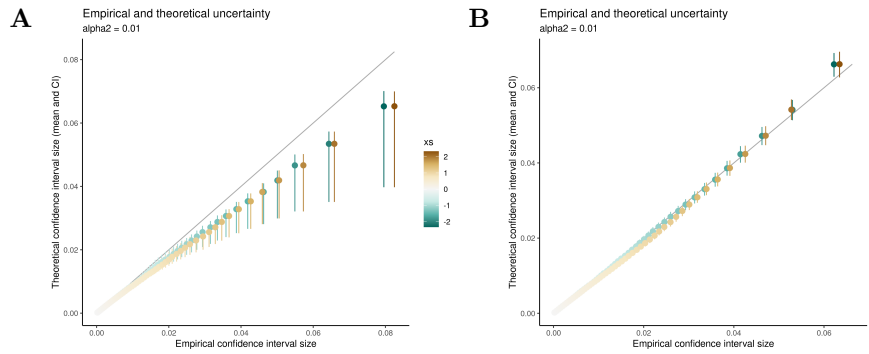 A
Empirical and theoretical uncertainty
alpha2 = 0.01
Theoretical confidence interval size (mean and CI)
0.08
0.06
0.04
0.02
0.00
0.00
0.02
0.04
0.06
0.08
Empirical confidence interval size
xs
2
1
0
-1
-2
B
Empirical and theoretical uncertainty
alpha2 = 0.01
Theoretical confidence interval size (mean and CI)
0.06
0.04
0.02
0.00
0.00
0.02
0.04
0.06
Empirical confidence interval size